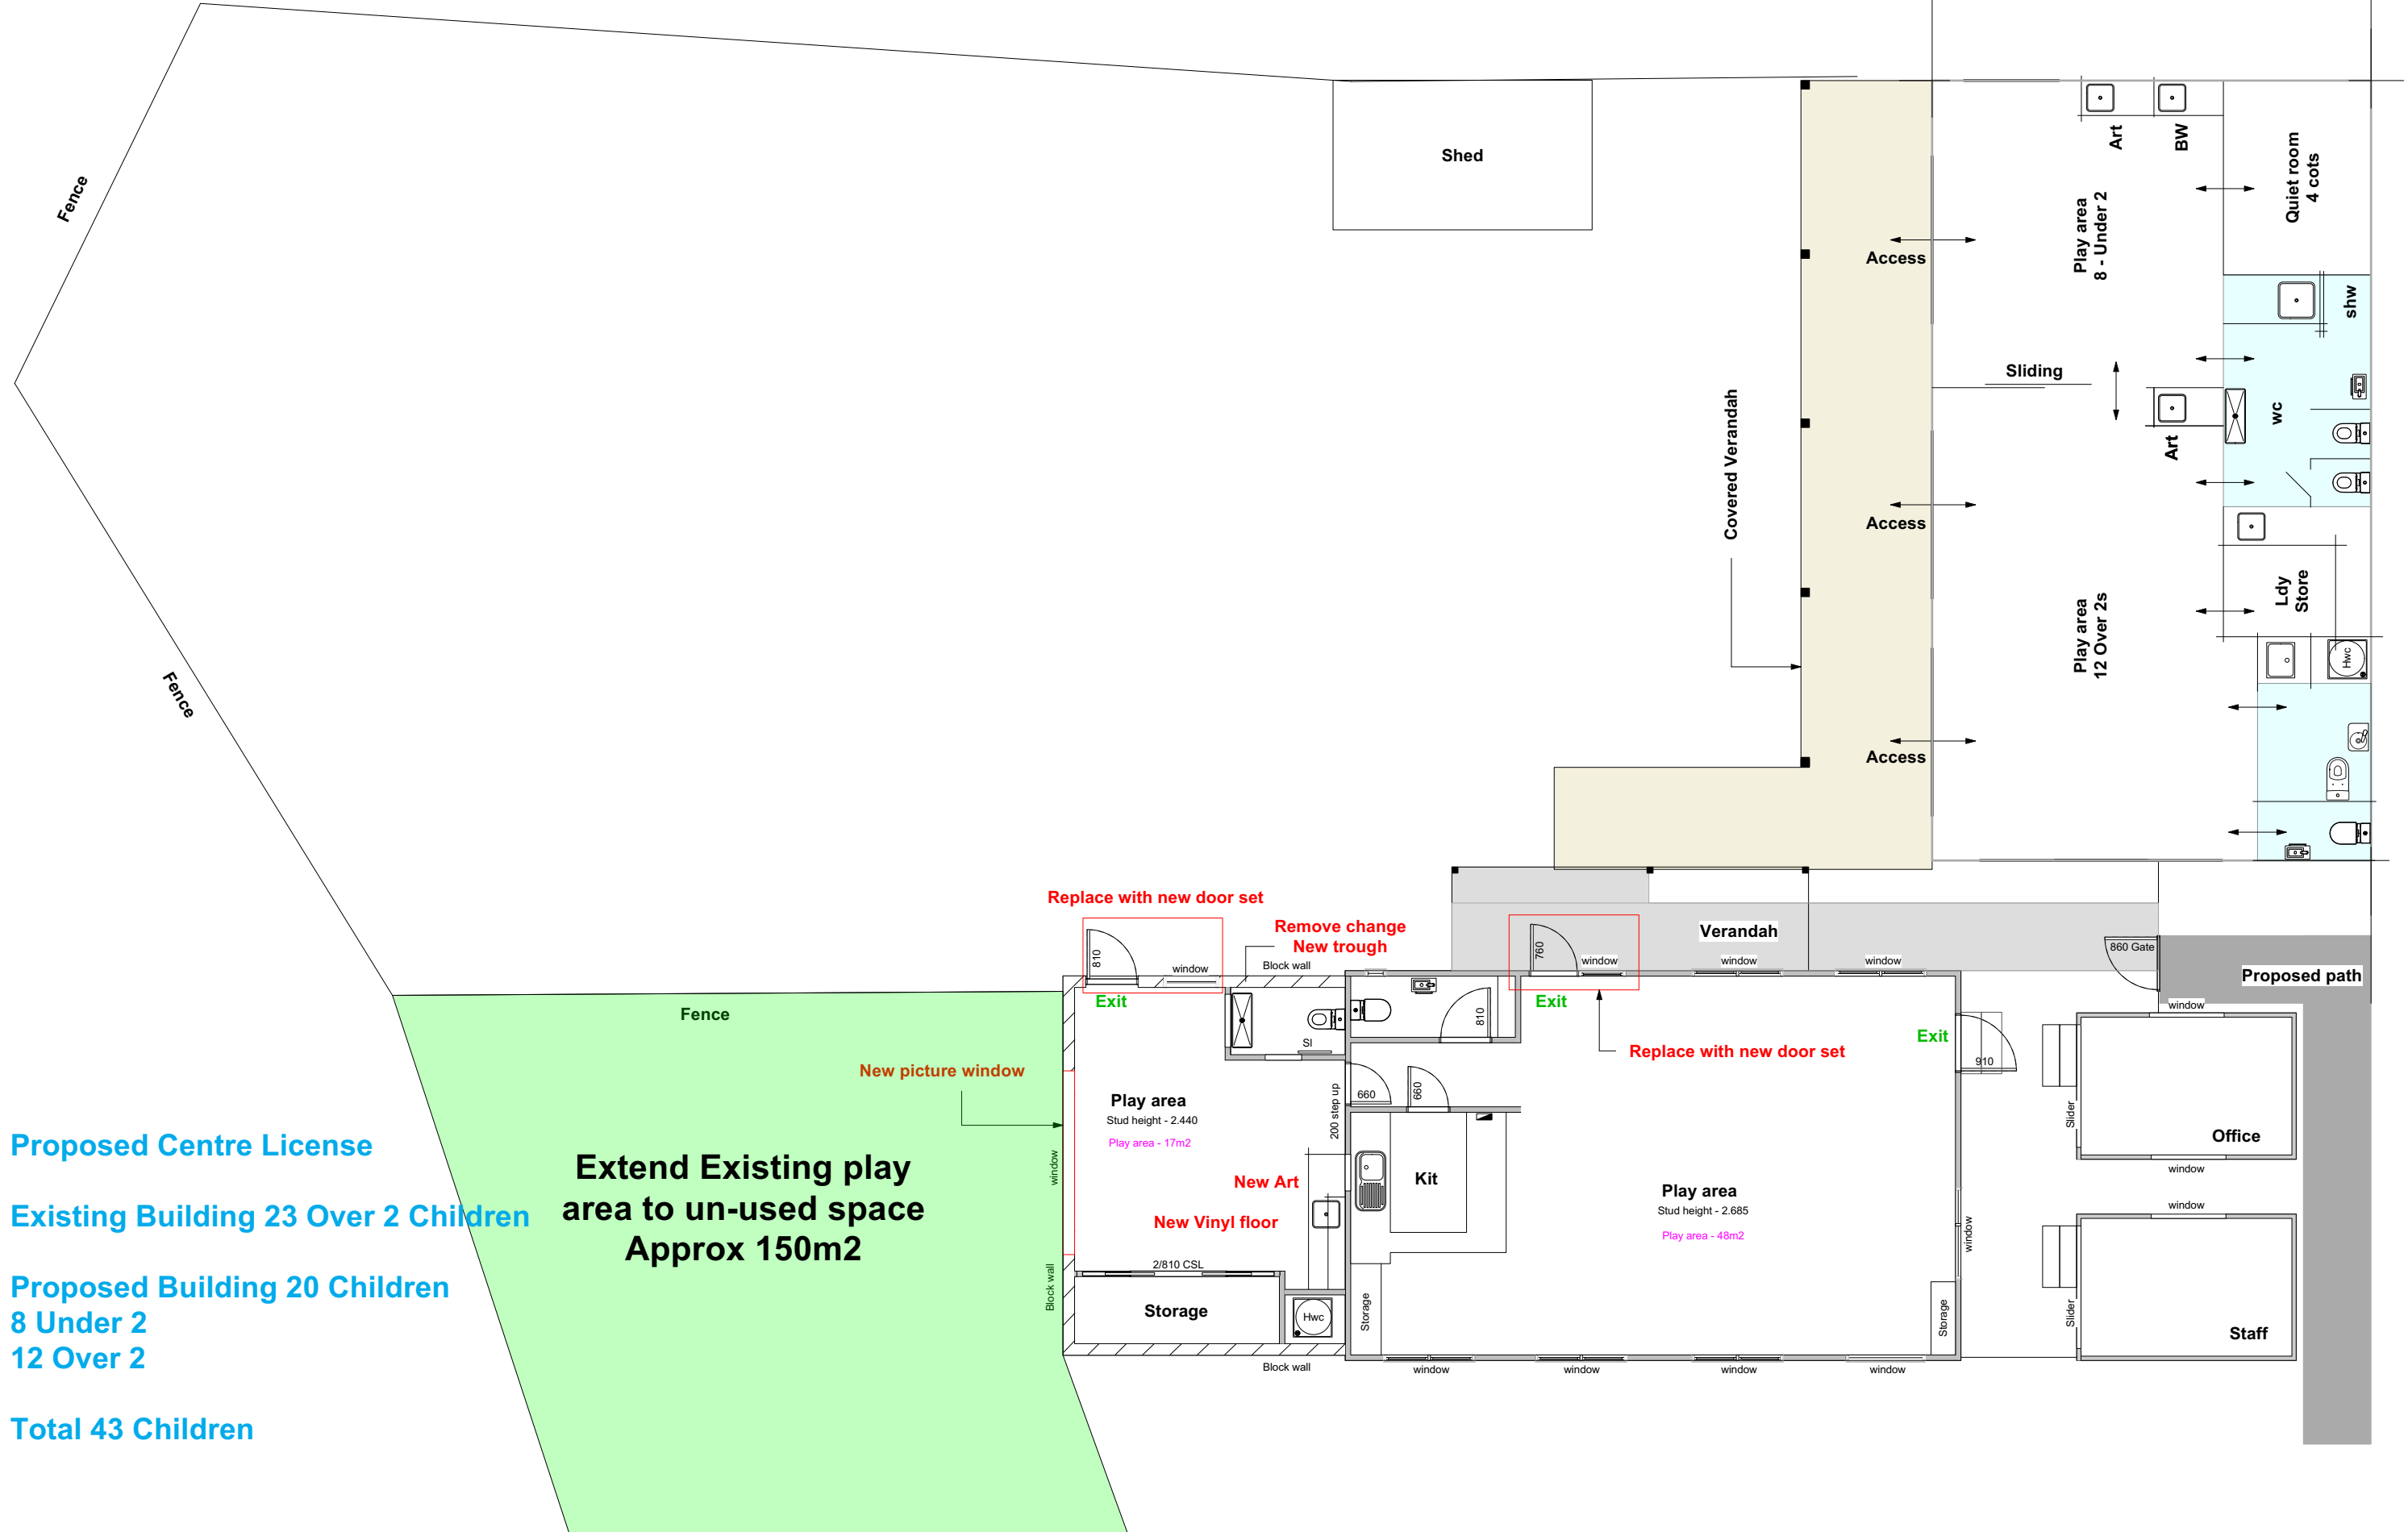 Fence
Shed
Art
BW
Quiet room
4 cots
Play area
8 - Under 2
Access
shw
Sliding
Covered Verandah
wc
Art
Access
Fence
Ldy
Store
Play area
12 Over 2s
Hwc
Access
Replace with new door set
Remove change
New trough
Verandah
860 Gate
810
window
Block wall
760
window
window
window
Proposed path
Exit
Exit
window
Fence
810
Exit
Sl
Replace with new door set
910
New picture window
660
660
Play area
Stud height - 2.440
Play area - 17m2
200 step up
Slider
Office
Proposed Centre License
window
Extend Existing play
area to un-used space
Approx 150m2
window
New Art
Kit
Play area
Stud height - 2.685
Play area - 48m2
window
Existing Building 23 Over 2 Children
New Vinyl floor
window
2/810 CSL
Block wall
Proposed Building 20 Children
8 Under 2
12 Over 2
Storage
Hwc
Storage
Storage
Slider
Staff
Block wall
window
window
window
window
Total 43 Children